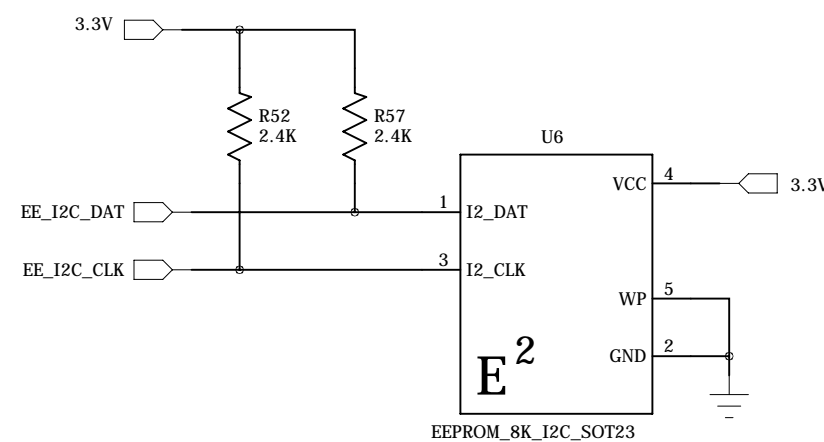 3.3V
R52
2.4K
R57
2.4K
U6
VCC
4
3.3V
EE_I2C_DAT
1
I2_DAT
EE_I2C_CLK
3
I2_CLK
WP
5
GND
2
E2
EEPROM_8K_I2C_SOT23